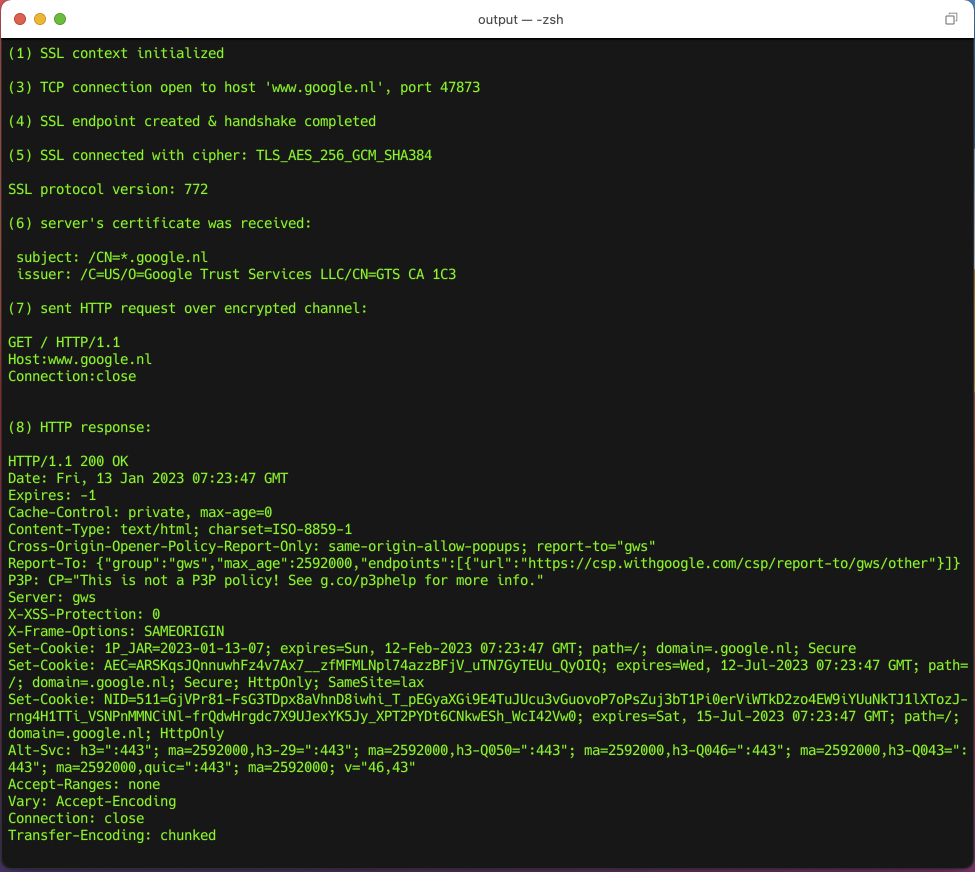 output — -zsh
(1) SSL context initialized
(3) TCP connection open to host 'www.google.nl', port 47873
(4) SSL endpoint created & handshake completed
(5) SSL connected with cipher: TLS_AES_256_GCM_SHA384
SSL protocol version: 772
(6) server's certificate was received:
subject: /CN=*.google.nl
issuer: /C=US/O=Google Trust Services LLC/CN=GTS CA 1C3
(7) sent HTTP request over encrypted channel:
GET / HTTP/1.1
Host:www.google.nl
Connection:close
(8) HTTP response:
HTTP/1.1 200 OK
Date: Fri, 13 Jan 2023 07:23:47 GMT
Expires: -1
Cache-Control: private, max-age=0
Content-Type: text/html; charset=ISO-8859-1
Cross-Origin-Opener-Policy-Report-Only: same-origin-allow-popups; report-to="gws"
Report-To: {"group":"gws","max_age":2592000,"endpoints":[{"url":"https://csp.withgoogle.com/csp/report-to/gws/other"}]}
P3P: CP="This is not a P3P policy! See g.co/p3phelp for more info."
Server: gws
X-XSS-Protection: 0
X-Frame-Options: SAMEORIGIN
Set-Cookie: 1P_JAR=2023-01-13-07; expires=Sun, 12-Feb-2023 07:23:47 GMT; path=/; domain=.google.nl; Secure
Set-Cookie: AEC=ARSKqsJQnnuwhFz4v7Ax7__zfMFMLNpl74azzBFjV_uTN7GyTEUu_QyOIQ; expires=Wed, 12-Jul-2023 07:23:47 GMT; path=
/; domain=.google.nl; Secure; HttpOnly; SameSite=lax
Set-Cookie: NID=511=GjVPr81-FsG3TDpx8aVhnD8iwhi_T_pEGyaXGi9E4TuJUcu3vGuovoP7oPsZuj3bT1Pi0erViWTkD2zo4EW9iYUuNkTJ1lXTozJ-
rng4H1TTi_VSNPnMMNCiNl-frQdwHrgdc7X9UJexYK5Jy_XPT2PYDt6CNkwESh_WcI42Vw0; expires=Sat, 15-Jul-2023 07:23:47 GMT; path=/;
domain=.google.nl; HttpOnly
Alt-Svc: h3=":443"; ma=2592000,h3-29=":443"; ma=2592000,h3-Q050=":443"; ma=2592000,h3-Q046=":443"; ma=2592000,h3-Q043=":
443"; ma=2592000,quic=":443"; ma=2592000; v="46,43"
Accept-Ranges: none
Vary: Accept-Encoding
Connection: close
Transfer-Encoding: chunked